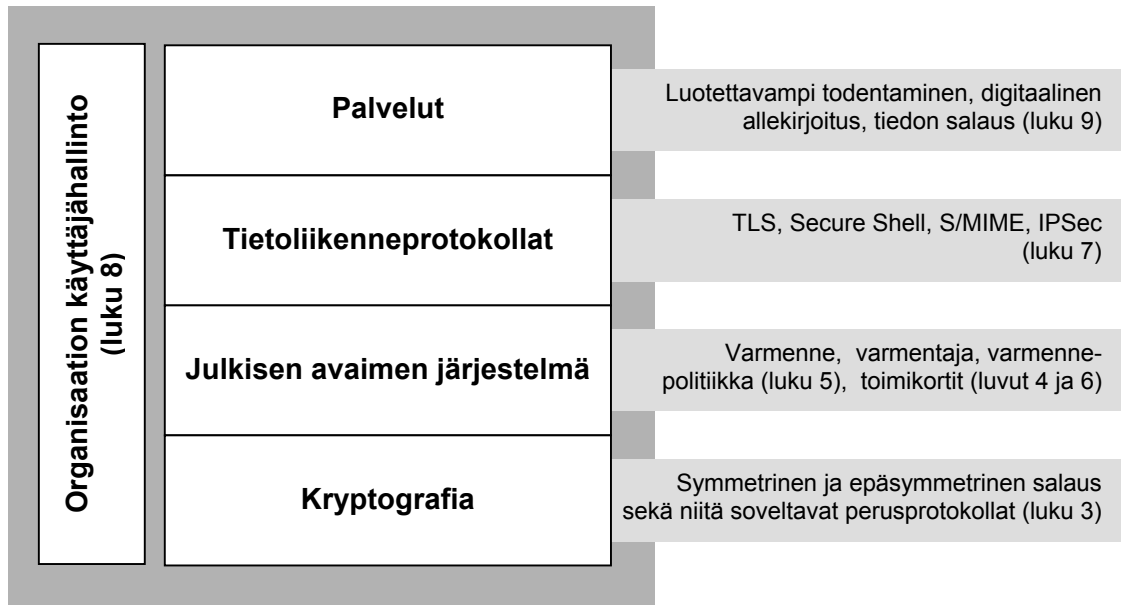 Organisaation käyttäjähallinto
(luku 8)
Palvelut
Luotettavampi todentaminen, digitaalinen
allekirjoitus, tiedon salaus (luku 9)
Tietoliikenneprotokollat
TLS, Secure Shell, S/MIME, IPSec
(luku 7)
Julkisen avaimen järjestelmä
Varmenne, varmentaja, varmenne-
politiikka (luku 5), toimikortit (luvut 4 ja 6)
Kryptografia
Symmetrinen ja epäsymmetrinen salaus
sekä niitä soveltavat perusprotokollat (luku 3)